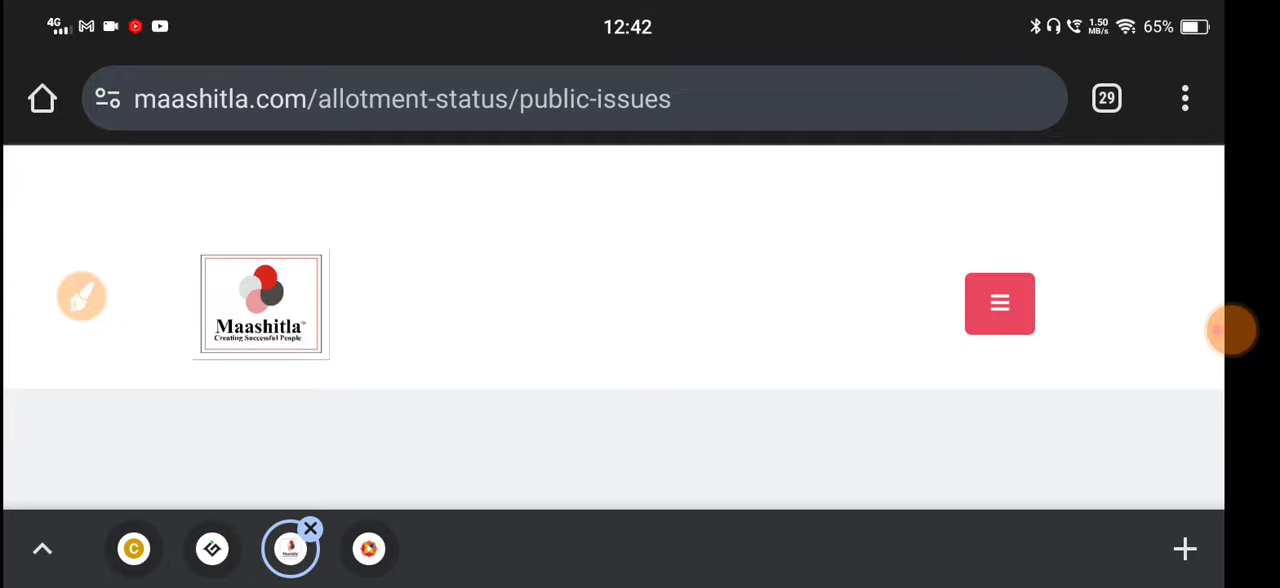 4G 12:42 1.50 MB/s 65%
maashitla.com/allotment-status/public-issues 29
Maashitla
Creating Successful People
C